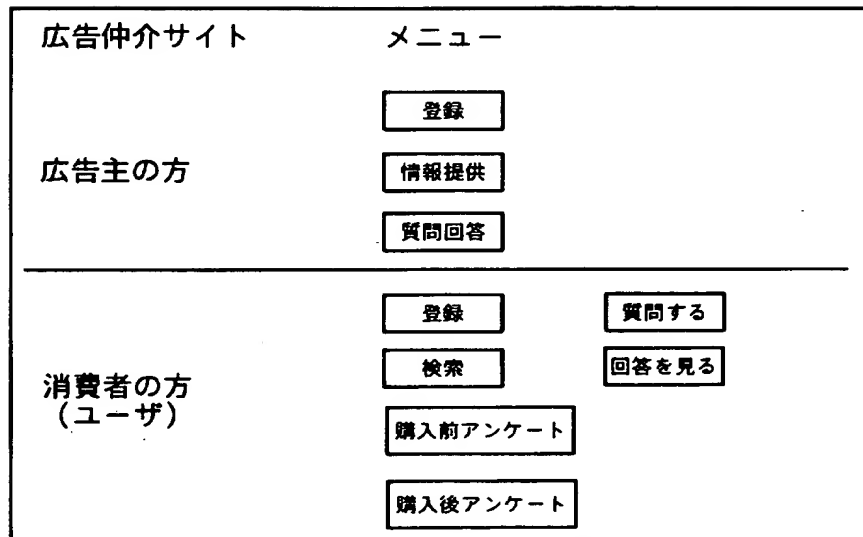 広告仲介サイト メニュー
登録
広告主の方 情報提供
質問回答
登録 質問する
検索 回答を見る
消費者の方
(ユーザ)
購入前アンケート
購入後アンケート